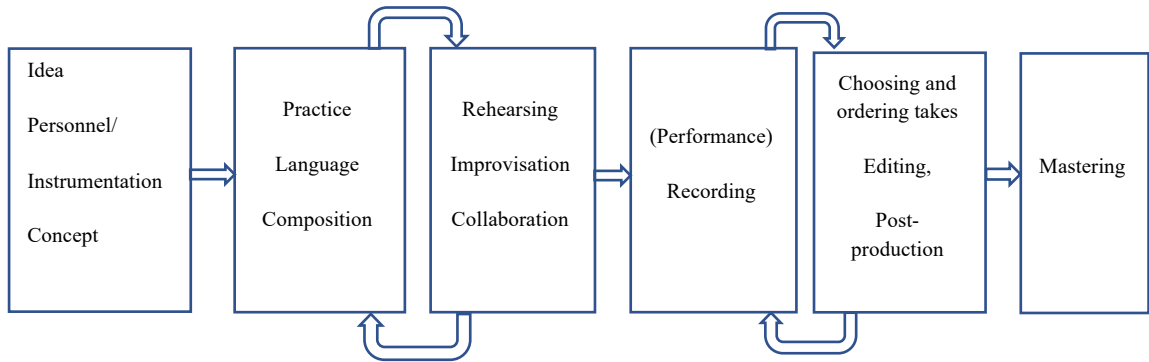 Idea
Personnel/
Instrumentation
Concept
Practice
Language
Composition
Rehearsing
Improvisation
Collaboration
(Performance)
Recording
Choosing and
ordering takes
Editing,
Post-
production
Mastering